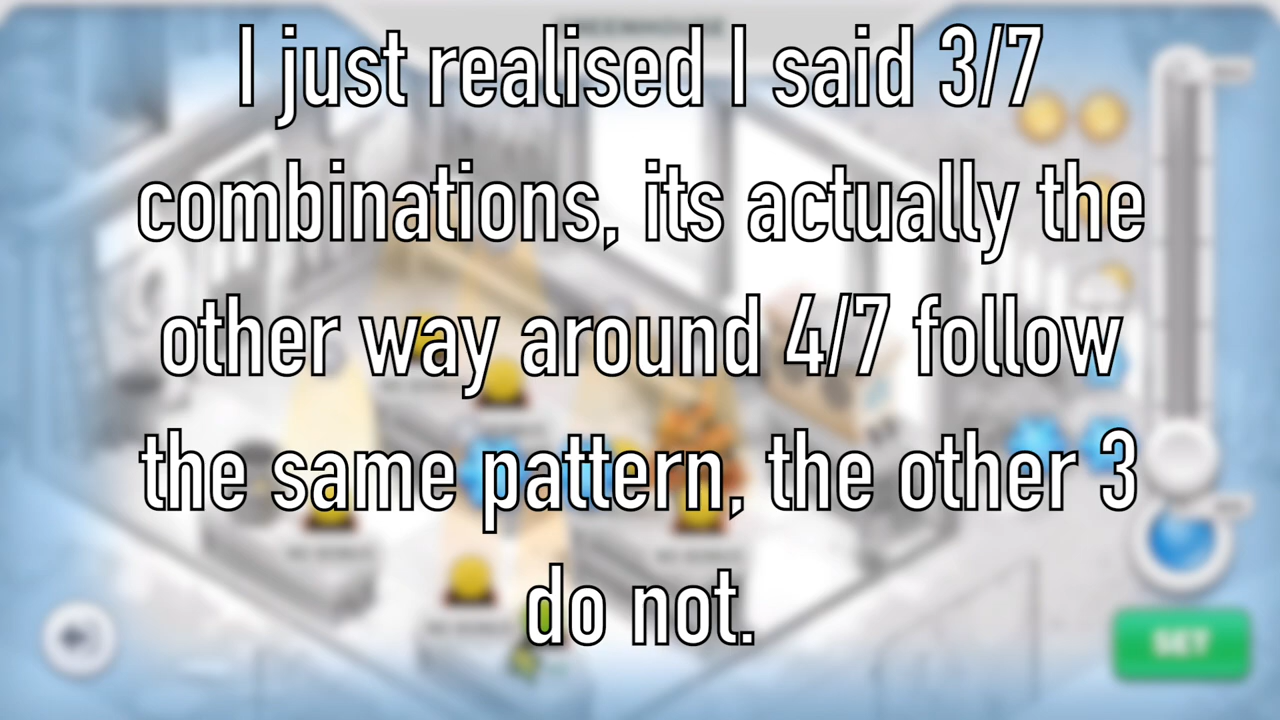 I just realised I said 3/7
combinations, its actually the
other way around 4/7 follow
the same pattern, the other 3
do not.
SET